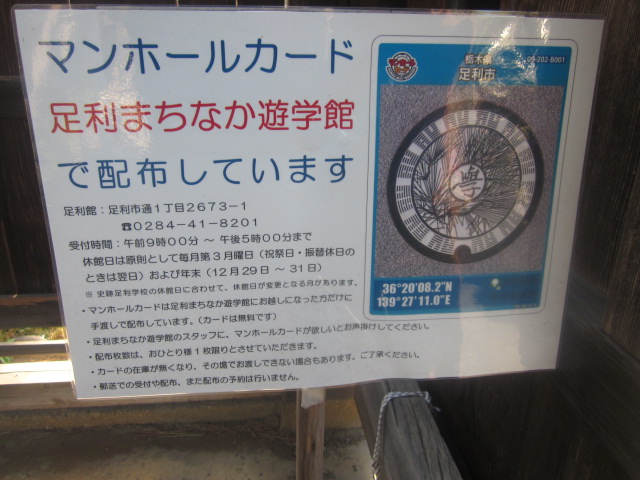 マンホールカード
足利まちなか遊学館
で配布しています
足利館：足利市通1丁目2673-1
☎0284-41-8201
受付時間：午前9時00分 ～ 午後5時00分まで
休館日は原則として毎月第3月曜日（祝祭日・振替休日の
ときは翌日）および年末（12月29日 ～ 31日）
※ 史跡足利学校の休館日に合わせて、休館日が変更となる月があります。
・マンホールカードは足利まちなか遊学館にお越しになった方だけに
手渡しで配布しています。（カードは無料です）
・足利まちなか遊学館のスタッフに、マンホールカードが欲しいとお声掛けしてください。
・配布枚数は、おひとり様1枚限りとさせていただきます。
・カードの在庫が無くなり、その場でお渡しできない場合もあります。ご了承ください。
・郵送での受付や配布、また配布の予約は行いません。
栃木県
足利市
09-202-B001
學
36°20'08.2"N
139°27'11.0"E